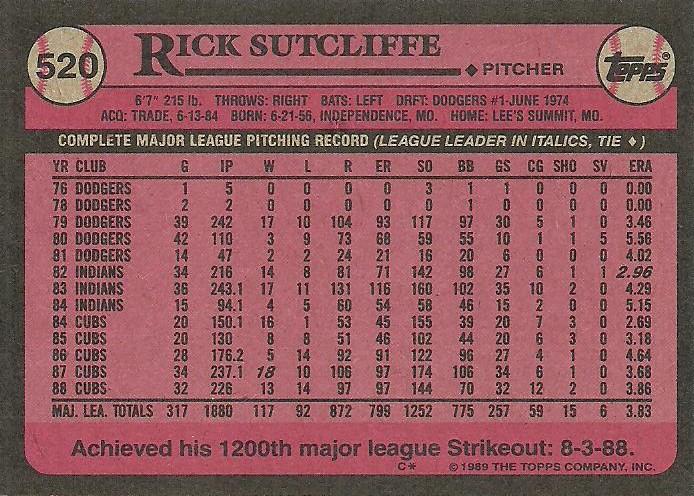 520
RICK SUTCLIFFE
◆ PITCHER
TOPPS®
6'7" 215 lb. THROWS: RIGHT BATS: LEFT DRFT: DODGERS #1-JUNE 1974
ACQ: TRADE, 6-13-84 BORN: 6-21-56, INDEPENDENCE, MO. HOME: LEE'S SUMMIT, MO.
COMPLETE MAJOR LEAGUE PITCHING RECORD (LEAGUE LEADER IN ITALICS, TIE ◆)
YR CLUB G IP W L R ER SO BB GS CG SHO SV ERA
76 DODGERS 1 5 0 0 0 0 3 1 1 0 0 0 0.00
78 DODGERS 2 2 0 0 0 0 0 1 0 0 0 0 0.00
79 DODGERS 39 242 17 10 104 93 117 97 30 5 1 0 3.46
80 DODGERS 42 110 3 9 73 68 59 55 10 1 1 5 5.56
81 DODGERS 14 47 2 2 24 21 16 20 6 0 0 0 4.02
82 INDIANS 34 216 14 8 81 71 142 98 27 6 1 1 2.96
83 INDIANS 36 243.1 17 11 131 116 160 102 35 10 2 0 4.29
84 INDIANS 15 94.1 4 5 60 54 58 46 15 2 0 0 5.15
84 CUBS 20 150.1 16 1 53 45 155 39 20 7 3 0 2.69
85 CUBS 20 130 8 8 51 46 102 44 20 6 3 0 3.18
86 CUBS 28 176.2 5 14 92 91 122 96 27 4 1 0 4.64
87 CUBS 34 237.1 18 10 106 97 174 106 34 6 1 0 3.68
88 CUBS 32 226 13 14 97 97 144 70 32 12 2 0 3.86
MAJ. LEA. TOTALS 317 1880 117 92 872 799 1252 775 257 59 15 6 3.83
Achieved his 1200th major league Strikeout: 8-3-88.
C* © 1989 THE TOPPS COMPANY, INC.